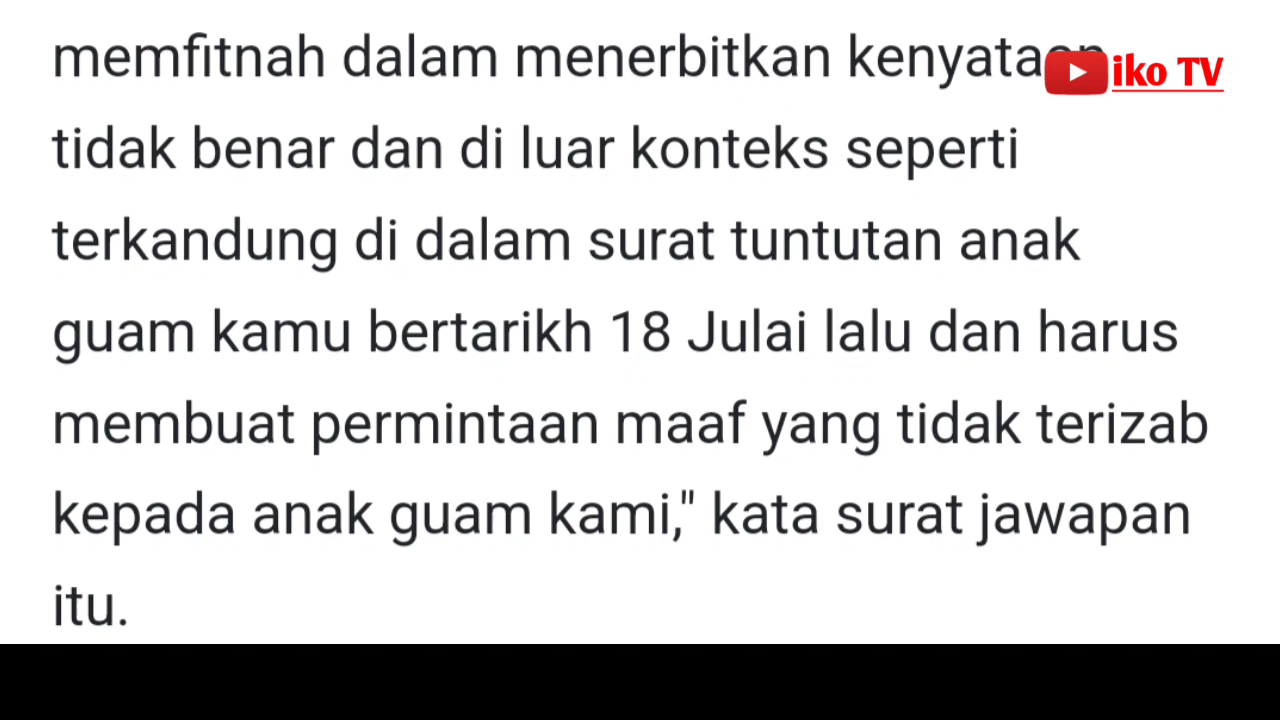 memfitnah dalam menerbitkan kenyataan
iko TV
tidak benar dan di luar konteks seperti
terkandung di dalam surat tuntutan anak
guam kamu bertarikh 18 Julai lalu dan harus
membuat permintaan maaf yang tidak terizab
kepada anak guam kami," kata surat jawapan
itu.